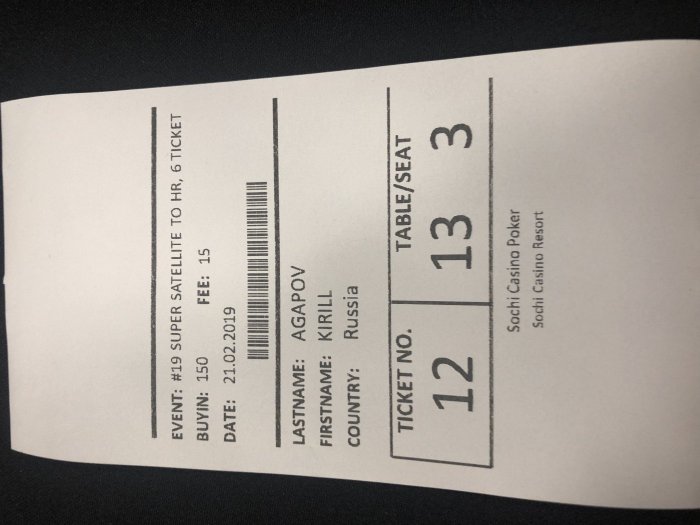 EVENT: #19 SUPER SATELLITE TO HR, 6 TICKET
BUYIN: 150 FEE: 15
DATE: 21.02.2019
LASTNAME: AGAPOV
FIRSTNAME: KIRILL
COUNTRY: Russia
TICKET NO. TABLE/SEAT
12 13 3
Sochi Casino Poker
Sochi Casino Resort